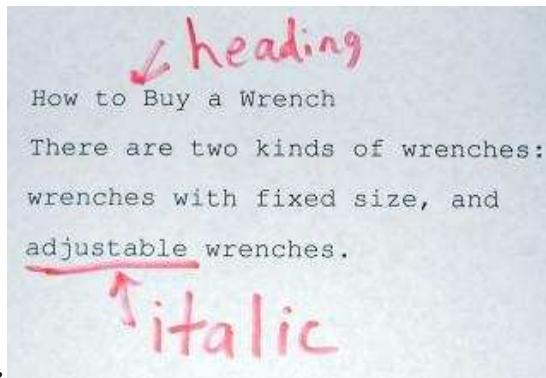 heading
How to Buy a Wrench
There are two kinds of wrenches:
wrenches with fixed size, and
adjustable wrenches.
italic